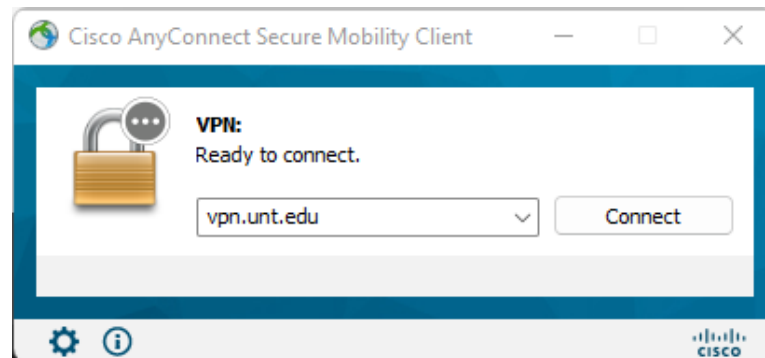 Cisco AnyConnect Secure Mobility Client
VPN:
Ready to connect.
vpn.unt.edu
Connect
CISCO